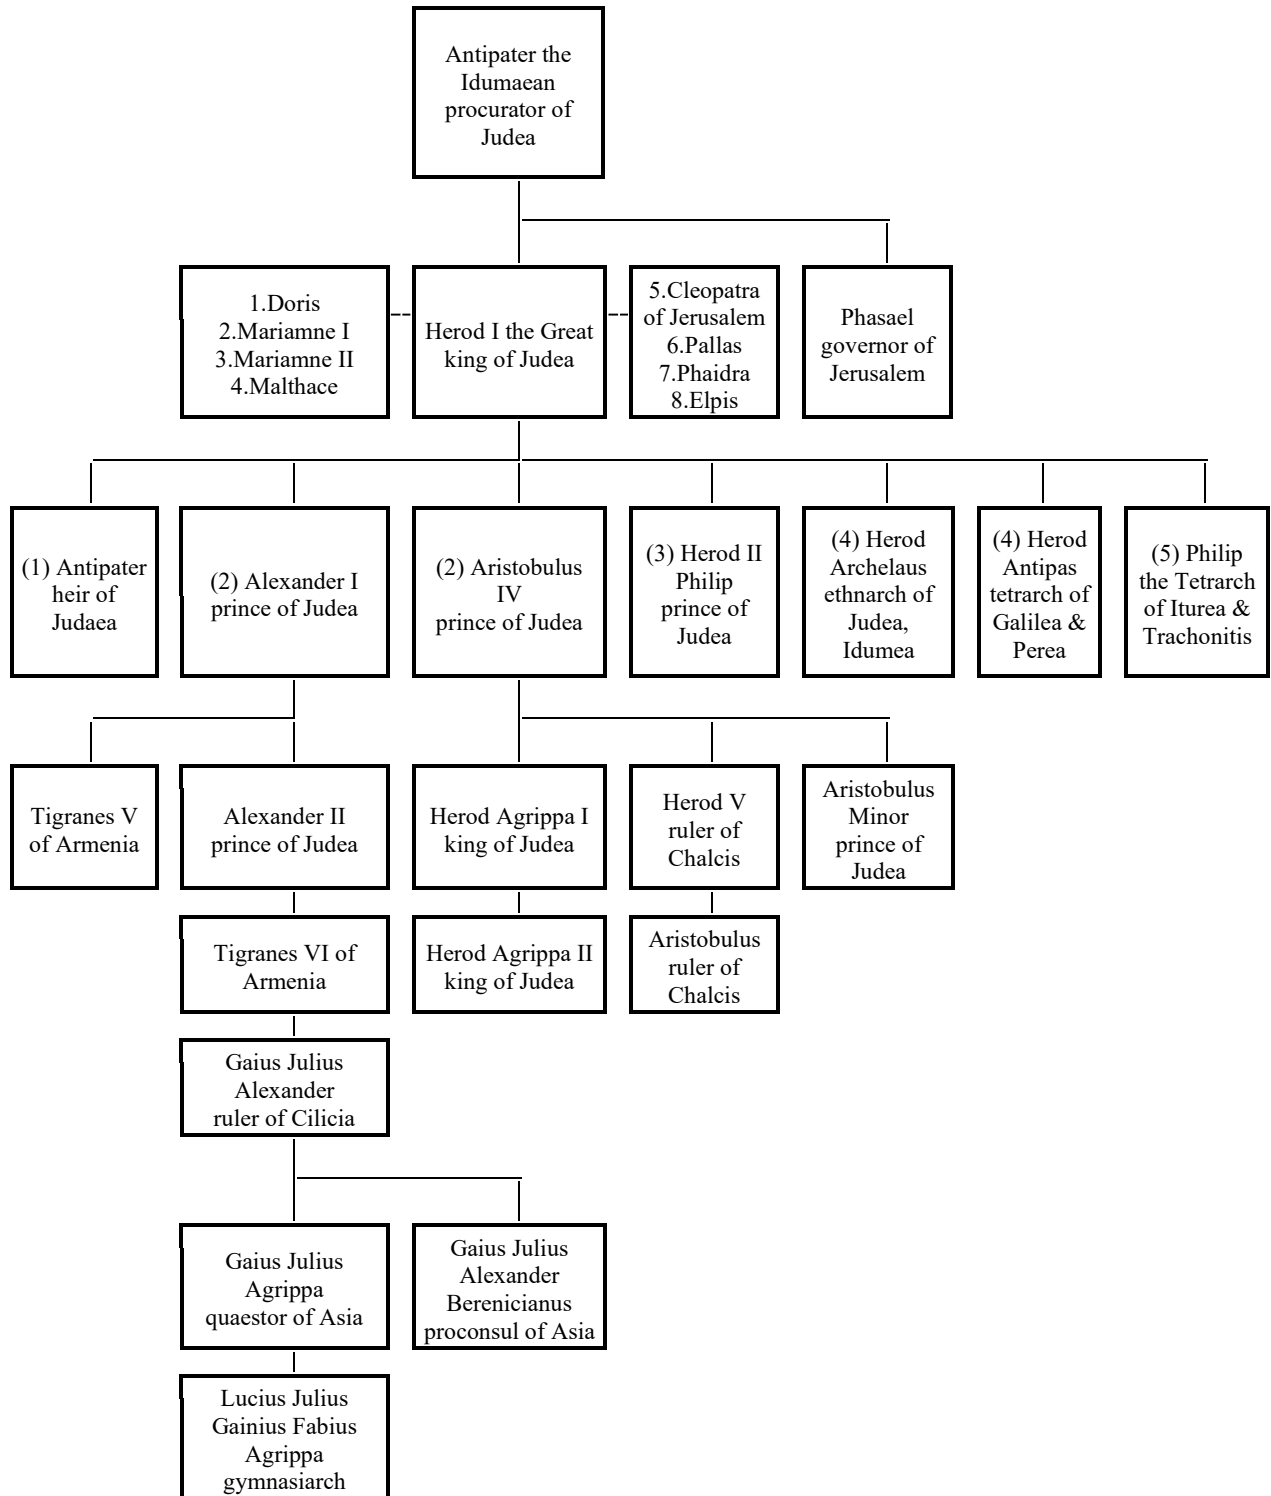 Antipater the
Idumaean
procurator of
Judea
1.Doris
2.Mariamne I
3.Mariamne II
4.Malthace
Herod I the Great
king of Judea
5.Cleopatra
of Jerusalem
6.Pallas
7.Phaidra
8.Elpis
Phasael
governor of
Jerusalem
(1) Antipater
heir of
Judaea
(2) Alexander I
prince of Judea
(2) Aristobulus
IV
prince of Judea
(3) Herod II
Philip
prince of
Judea
(4) Herod
Archelaus
ethnarch of
Judea,
Idumea
(4) Herod
Antipas
tetrarch of
Galilea &
Perea
(5) Philip
the Tetrarch
of Iturea &
Trachonitis
Tigranes V
of Armenia
Alexander II
prince of Judea
Herod Agrippa I
king of Judea
Herod V
ruler of
Chalcis
Aristobulus
Minor
prince of
Judea
Tigranes VI of
Armenia
Herod Agrippa II
king of Judea
Aristobulus
ruler of
Chalcis
Gaius Julius
Alexander
ruler of Cilicia
Gaius Julius
Agrippa
quaestor of Asia
Gaius Julius
Alexander
Berenicianus
proconsul of Asia
Lucius Julius
Gainius Fabius
Agrippa
gymnasiarch